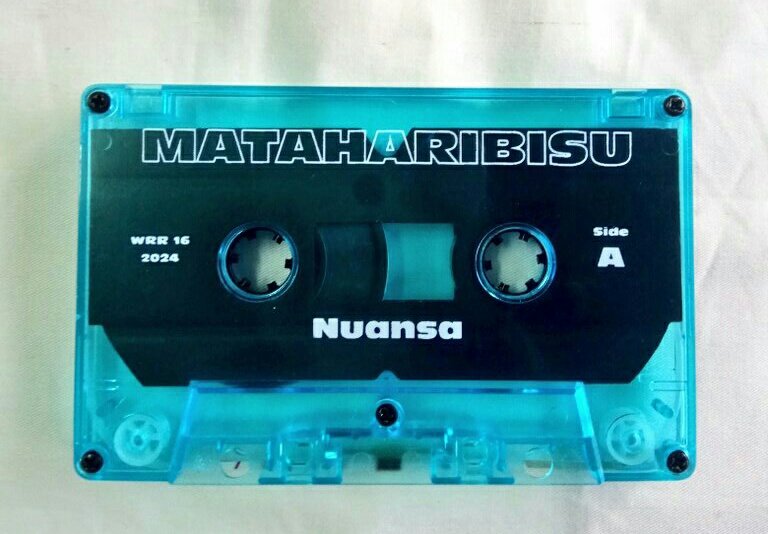 MATAHARIBISU
WRR 16
2024
Side
A
Nuansa